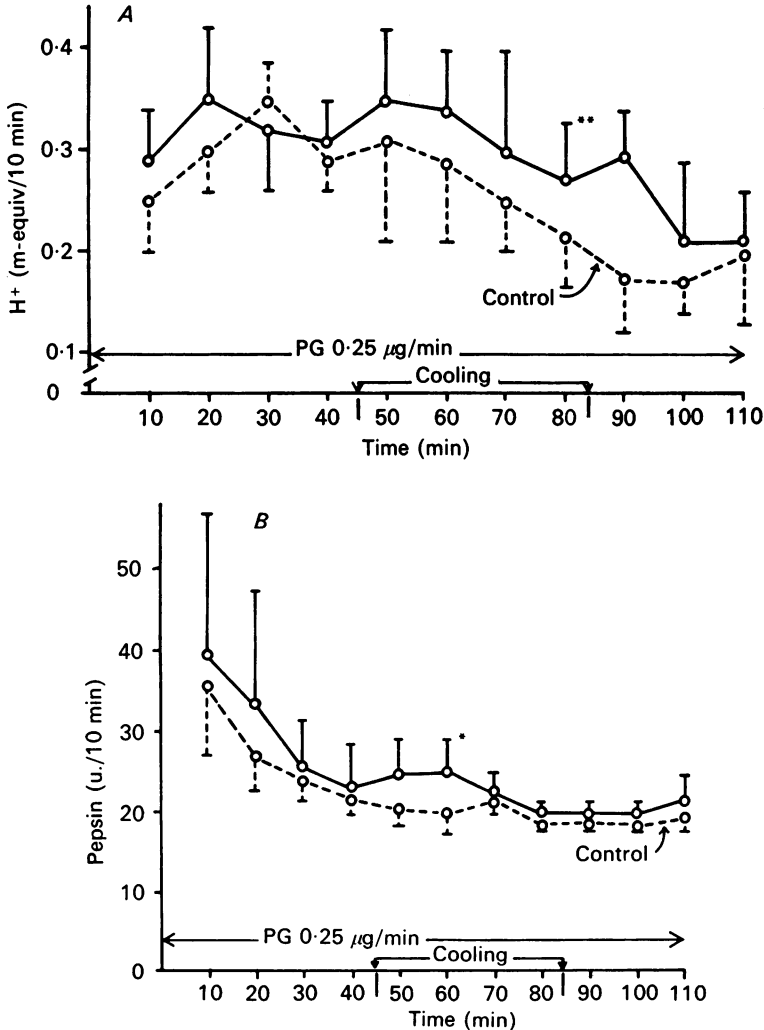 A
H+ (m-equiv/10 min)
0·4
0·3
0·2
0·1
0
**
Control
PG 0·25 μg/min
Cooling
10 20 30 40 50 60 70 80 90 100 110
Time (min)
B
Pepsin (u./10 min)
50
40
30
20
10
0
*
Control
PG 0·25 μg/min
Cooling
10 20 30 40 50 60 70 80 90 100 110
Time (min)